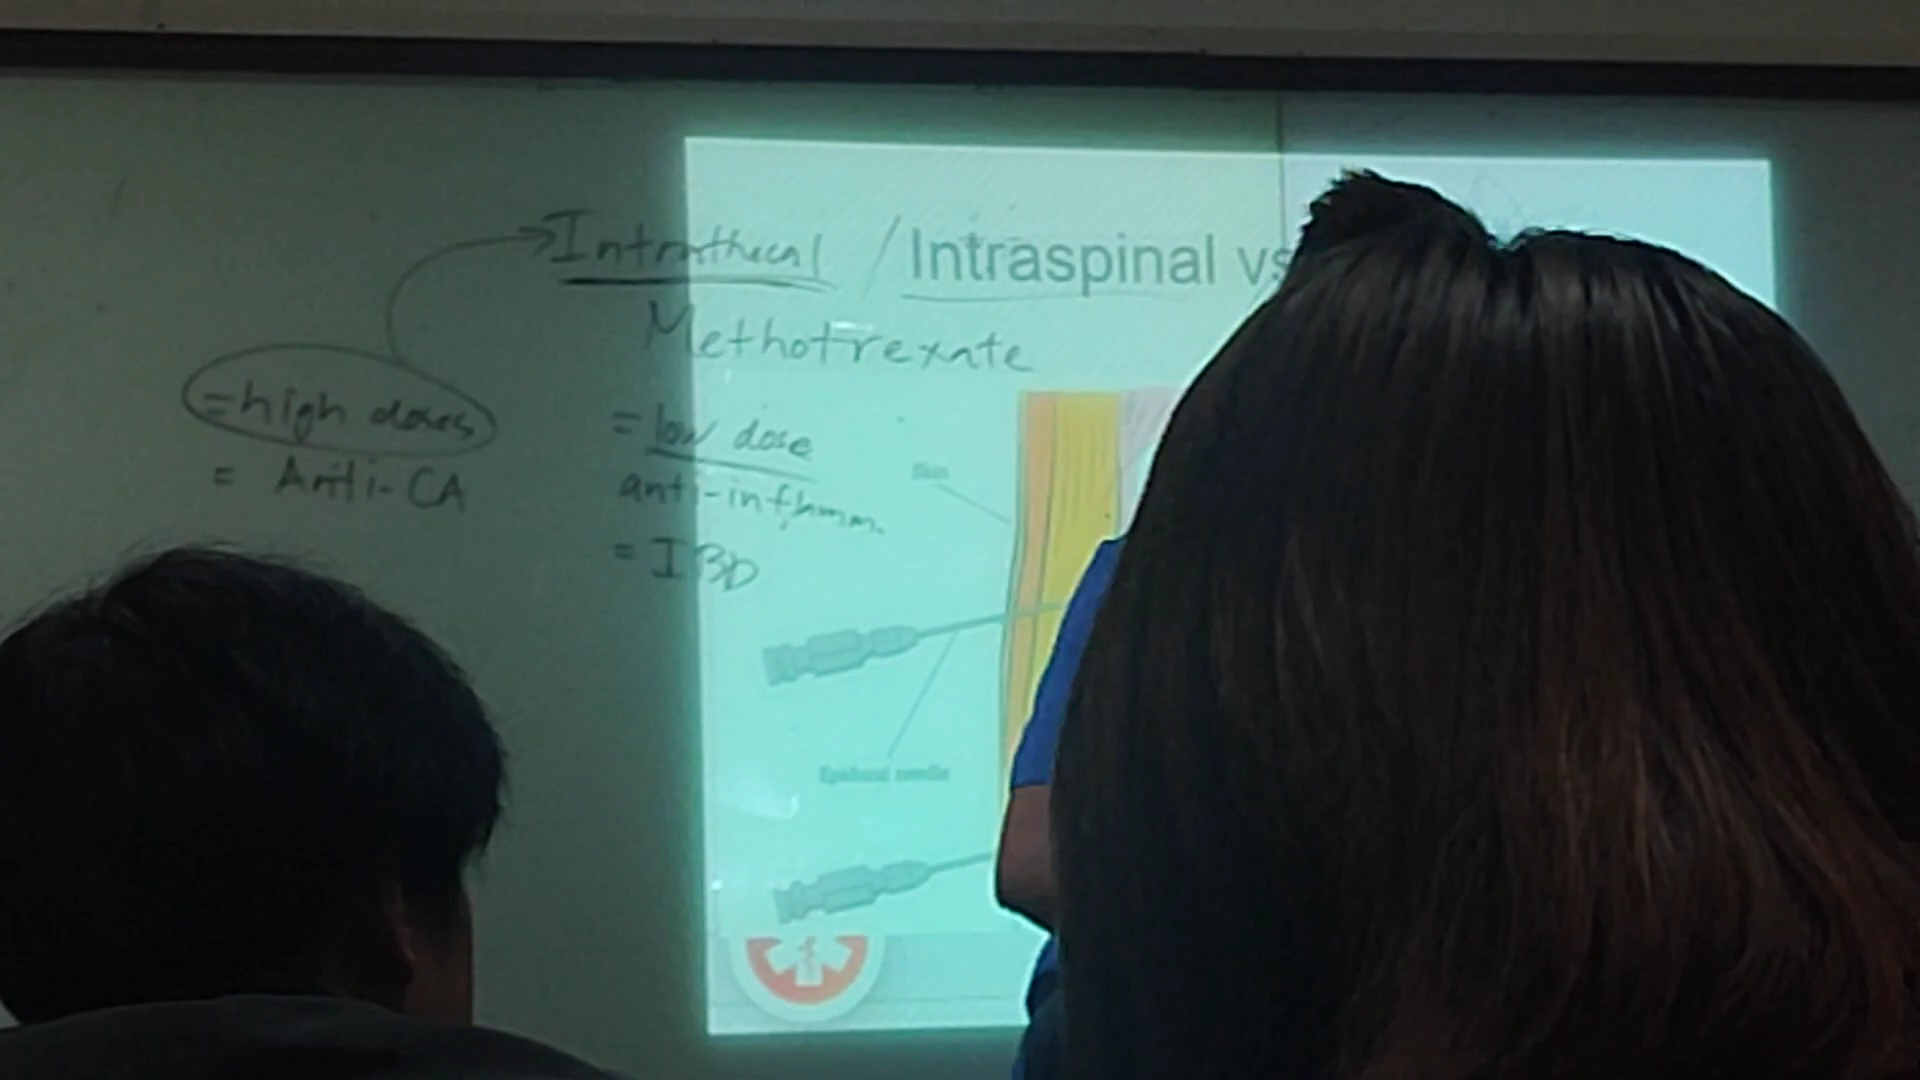 Intrathecal / Intraspinal vs
Methotrexate
=high doses
= Anti-CA
= low dose
anti-inflamm.
= IBD
Skin
Epidural needle